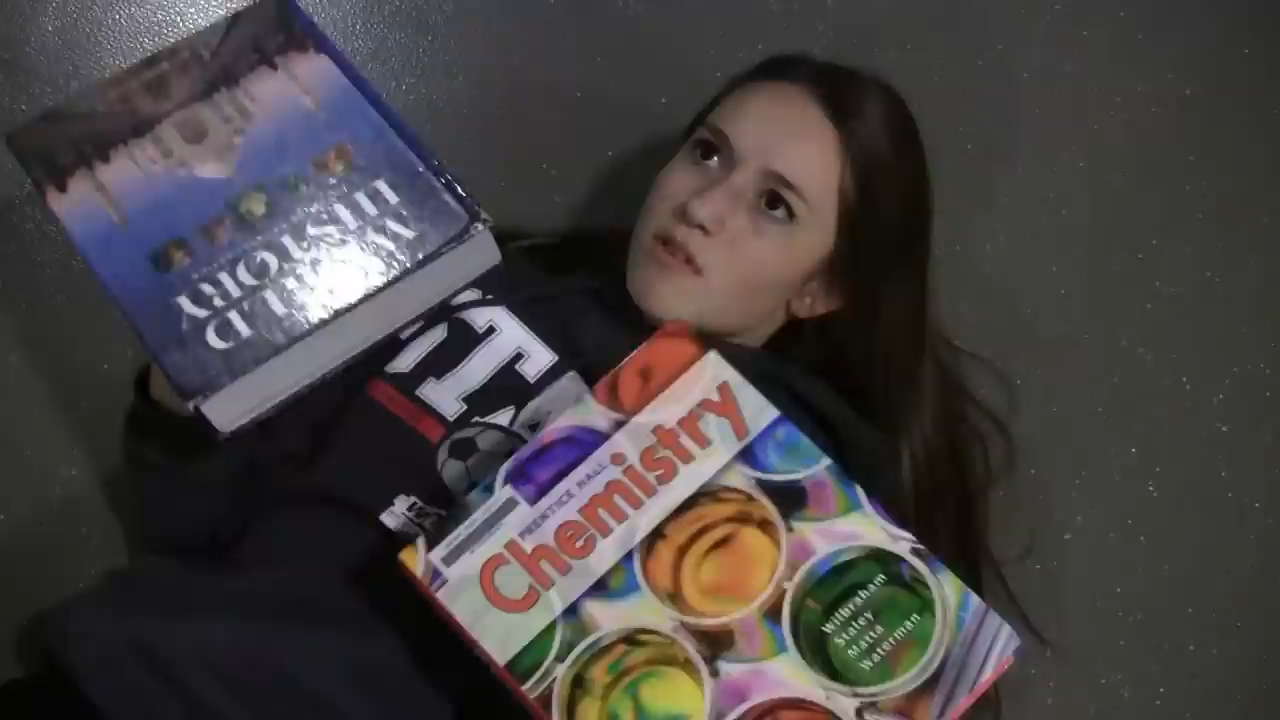 WORLD
HISTORY
T
PRENTICE HALL
Chemistry
Wilbraham
Staley
Matta
Waterman